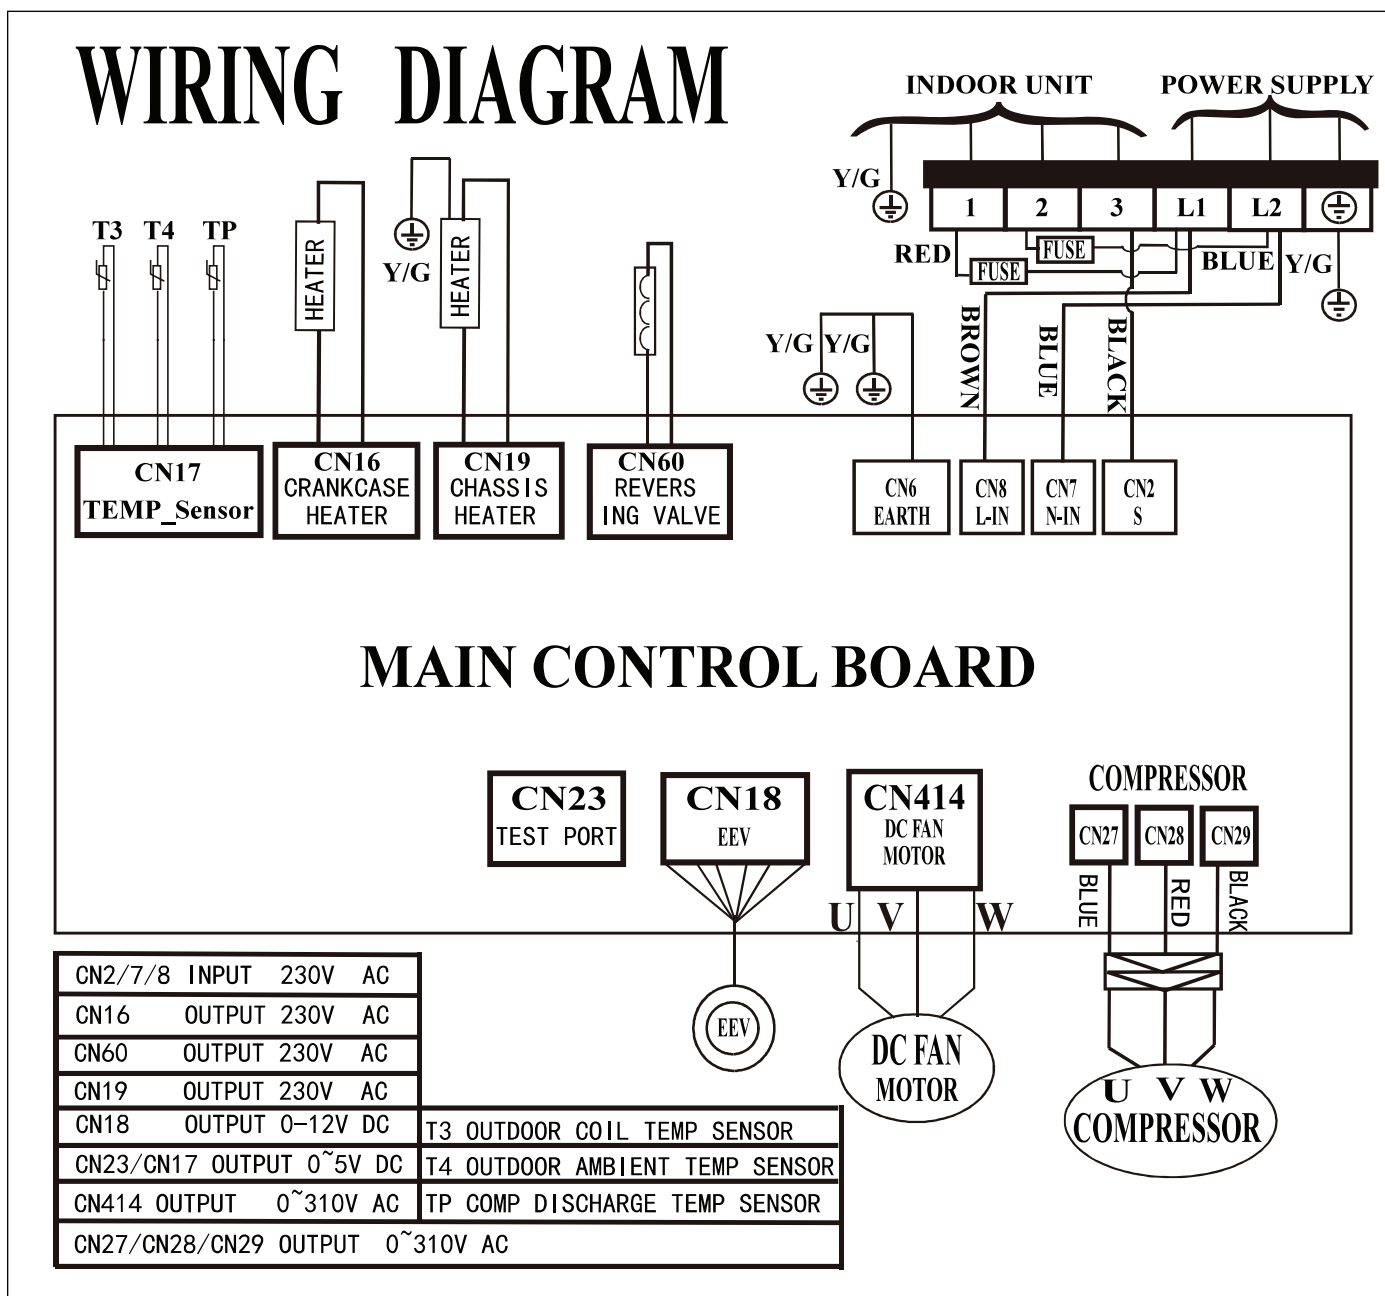 WIRING DIAGRAM
INDOOR UNIT POWER SUPPLY
Y/G
1 2 3 L1 L2
RED FUSE BLUE Y/G
FUSE
T3 T4 TP
HEATER
Y/G
HEATER
Y/G Y/G
BROWN
BLUE
BLACK
CN17
TEMP_Sensor
CN16
CRANKCASE
HEATER
CN19
CHASSIS
HEATER
CN60
REVERS
ING VALVE
CN6
EARTH
CN8
L-IN
CN7
N-IN
CN2
S
MAIN CONTROL BOARD
CN23
TEST PORT
CN18
EEV
CN414
DC FAN
MOTOR
COMPRESSOR
CN27 CN28 CN29
BLUE
RED
BLACK
U V W
EEV
DC FAN
MOTOR
U V W
COMPRESSOR
CN2/7/8 INPUT 230V AC
CN16 OUTPUT 230V AC
CN60 OUTPUT 230V AC
CN19 OUTPUT 230V AC
CN18 OUTPUT 0-12V DC T3 OUTDOOR COIL TEMP SENSOR
CN23/CN17 OUTPUT 0~5V DC T4 OUTDOOR AMBIENT TEMP SENSOR
CN414 OUTPUT 0~310V AC TP COMP DISCHARGE TEMP SENSOR
CN27/CN28/CN29 OUTPUT 0~310V AC